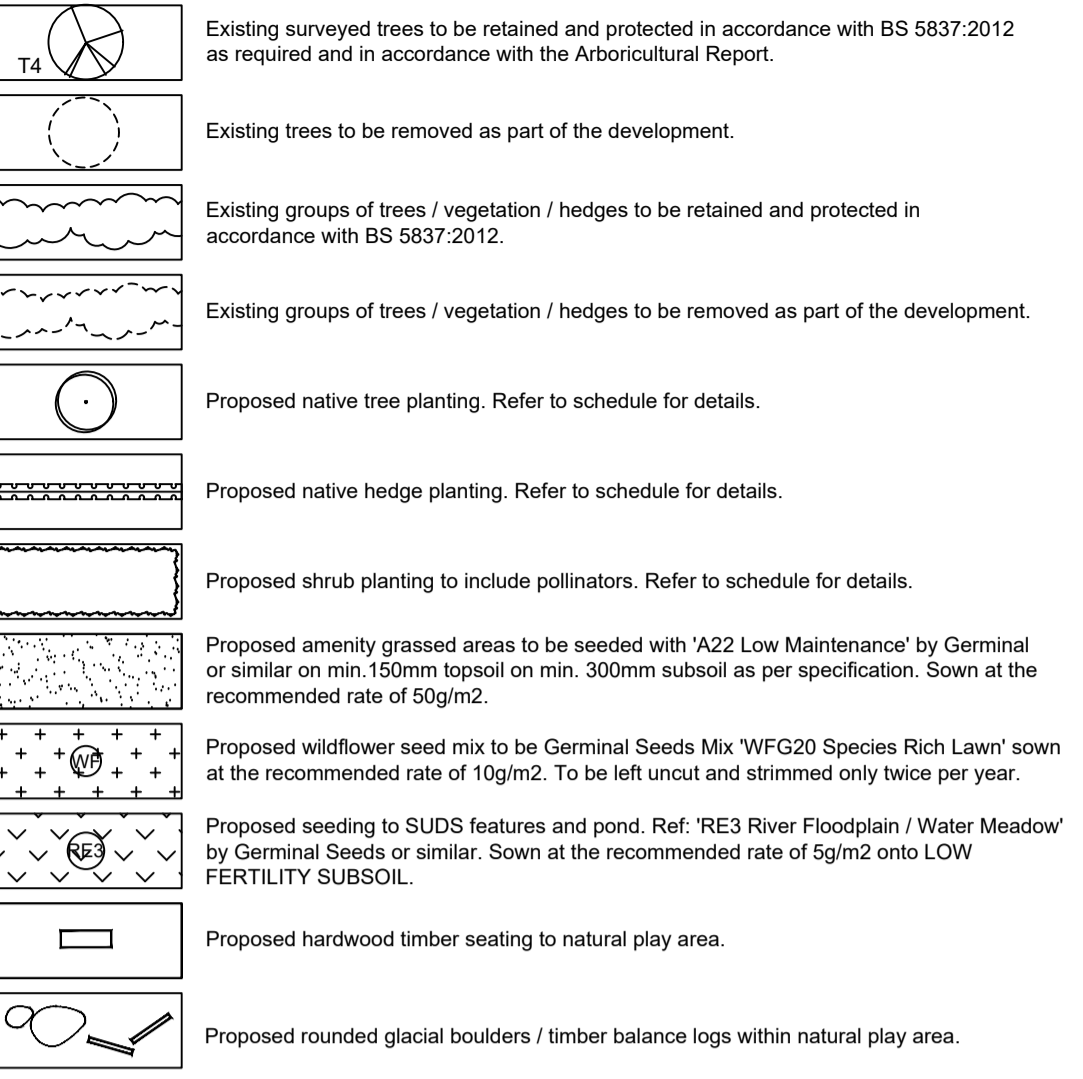 T4
Existing surveyed trees to be retained and protected in accordance with BS 5837:2012
as required and in accordance with the Arboricultural Report.
Existing trees to be removed as part of the development.
Existing groups of trees / vegetation / hedges to be retained and protected in
accordance with BS 5837:2012.
Existing groups of trees / vegetation / hedges to be removed as part of the development.
Proposed native tree planting. Refer to schedule for details.
Proposed native hedge planting. Refer to schedule for details.
Proposed shrub planting to include pollinators. Refer to schedule for details.
Proposed amenity grassed areas to be seeded with 'A22 Low Maintenance' by Germinal
or similar on min.150mm topsoil on min. 300mm subsoil as per specification. Sown at the
recommended rate of 50g/m2.
WF
Proposed wildflower seed mix to be Germinal Seeds Mix 'WFG20 Species Rich Lawn' sown
at the recommended rate of 10g/m2. To be left uncut and strimmed only twice per year.
RE3
Proposed seeding to SUDS features and pond. Ref: 'RE3 River Floodplain / Water Meadow'
by Germinal Seeds or similar. Sown at the recommended rate of 5g/m2 onto LOW
FERTILITY SUBSOIL.
Proposed hardwood timber seating to natural play area.
Proposed rounded glacial boulders / timber balance logs within natural play area.